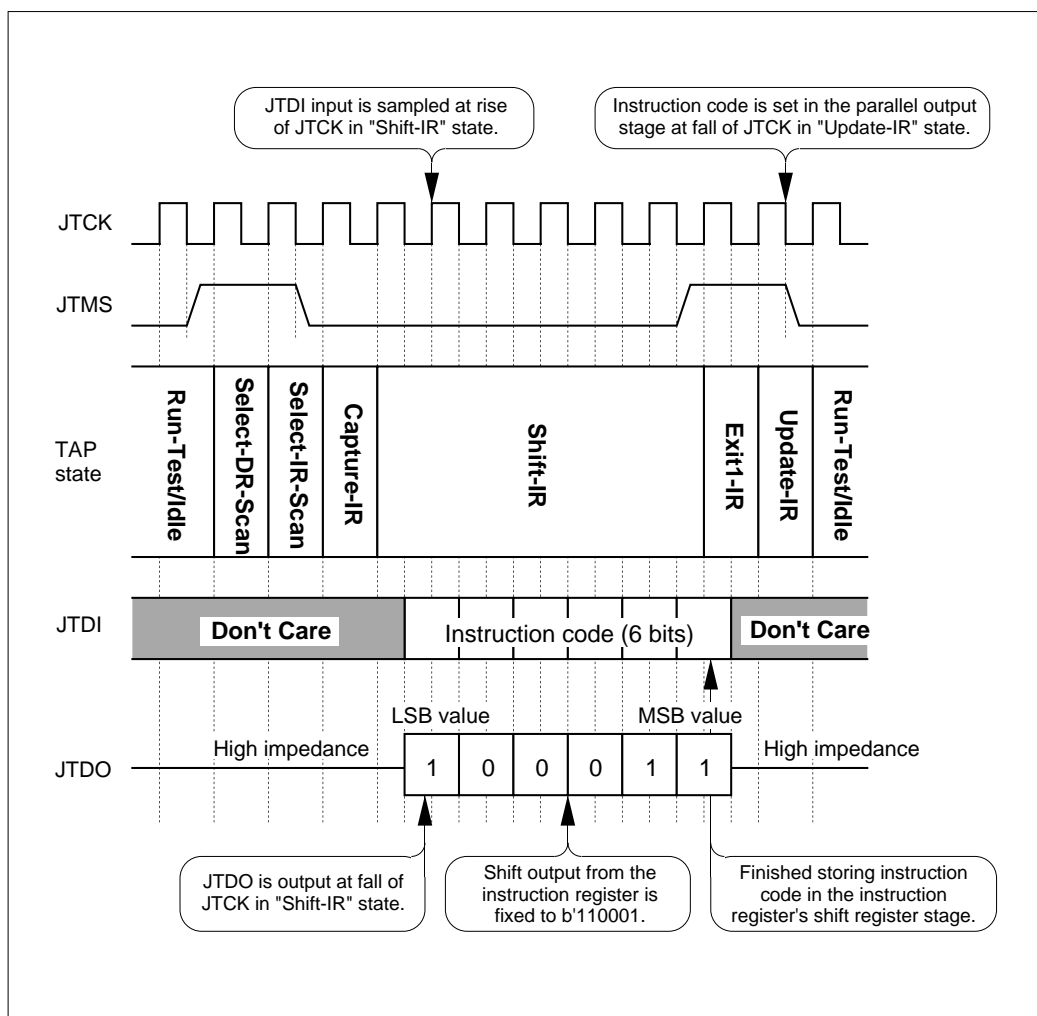 JTDI input is sampled at rise
of JTCK in "Shift-IR" state.
Instruction code is set in the parallel output
stage at fall of JTCK in "Update-IR" state.
JTCK
JTMS
TAP
state
Run-Test/Idle
Select-DR-Scan
Select-IR-Scan
Capture-IR
Shift-IR
Exit1-IR
Update-IR
Run-Test/Idle
JTDI
Don't Care
Instruction code (6 bits)
Don't Care
LSB value
MSB value
High impedance
High impedance
JTDO
1 0 0 0 1 1
JTDO is output at fall of
JTCK in "Shift-IR" state.
Shift output from the
instruction register is
fixed to b'110001.
Finished storing instruction
code in the instruction
register's shift register stage.